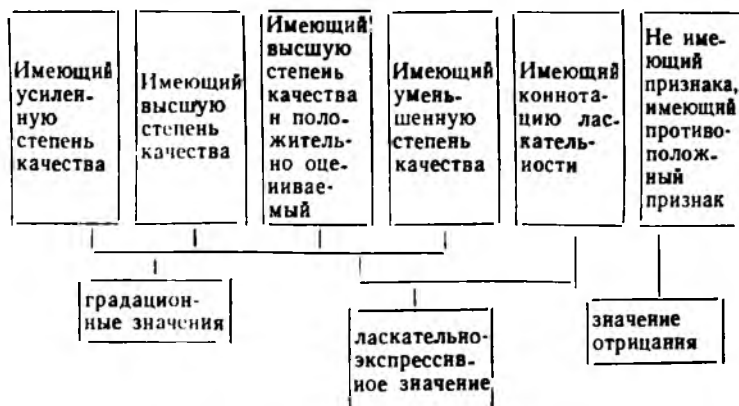 Имеющий
усилен-
ную
степень
качества
Имеющий
высшую
степень
качества
Имеющий
высшую
степень
качества
и поло-
житель-
но оце-
ниваe-
мый
Имеющий
умень-
шенную
степень
качества
Имеющий
коннота-
цию лас-
катель-
ности
Не име-
ющий
признака,
имеющий
противо-
полож-
ный
признак
градацион-
ные значения
ласкательно-
экспрессив-
ное значение
значение
отрицания